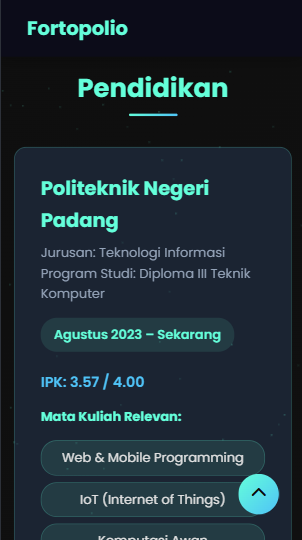 Fortopolio
Pendidikan
Politeknik Negeri
Padang
Jurusan: Teknologi Informasi
Program Studi: Diploma III Teknik
Komputer
Agustus 2023 – Sekarang
IPK: 3.57 / 4.00
Mata Kuliah Relevan:
Web & Mobile Programming
IoT (Internet of Things)
Komputasi Awan